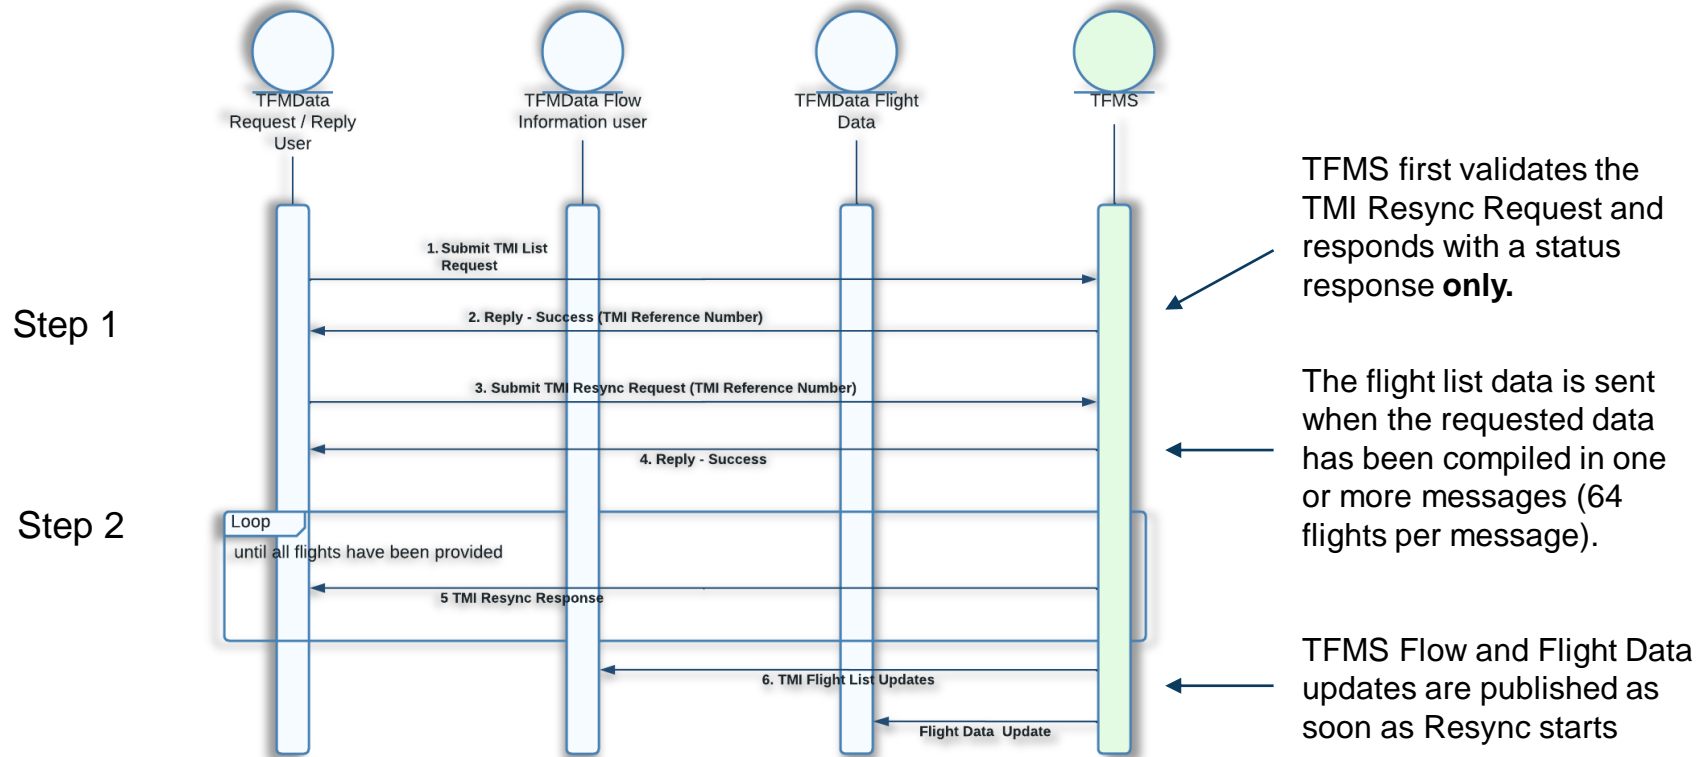 TFMData
Request / Reply
User
TFMData Flow
Information user
TFMData Flight
Data
TFMS
1. Submit TMI List
Request
2. Reply - Success (TMI Reference Number)
Step 1
3. Submit TMI Resync Request (TMI Reference Number)
4. Reply - Success
Step 2
Loop
until all flights have been provided
5 TMI Resync Response
6. TMI Flight List Updates
Flight Data Update
TFMS first validates the
TMI Resync Request and
responds with a status
response only.
The flight list data is sent
when the requested data
has been compiled in one
or more messages (64
flights per message).
TFMS Flow and Flight Data
updates are published as
soon as Resync starts